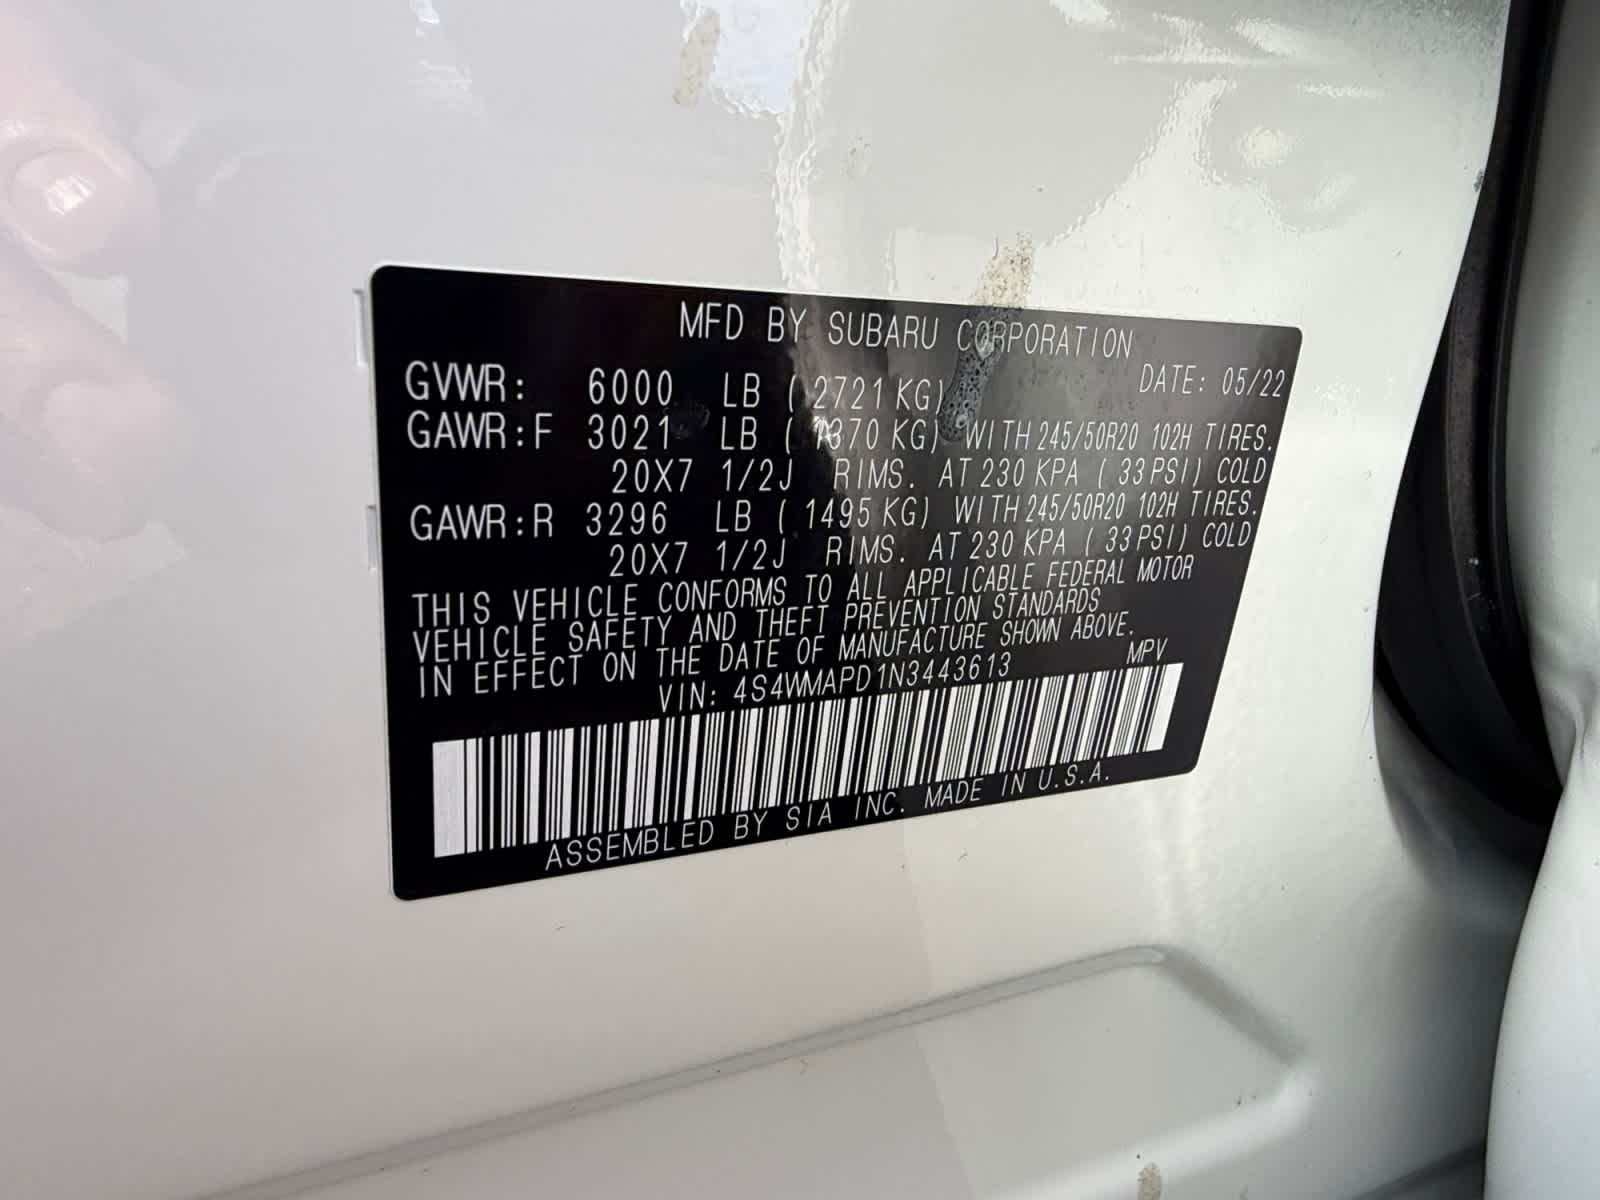 MFD BY SUBARU CORPORATION
GVWR: 6000 LB ( 2721 KG) DATE: 05/22
GAWR:F 3021 LB ( 1370 KG) WITH 245/50R20 102H TIRES.
20X7 1/2J RIMS. AT 230 KPA ( 33 PSI) COLD
GAWR:R 3296 LB ( 1495 KG) WITH 245/50R20 102H TIRES.
20X7 1/2J RIMS. AT 230 KPA ( 33 PSI) COLD
THIS VEHICLE CONFORMS TO ALL APPLICABLE FEDERAL MOTOR
VEHICLE SAFETY AND THEFT PREVENTION STANDARDS
IN EFFECT ON THE DATE OF MANUFACTURE SHOWN ABOVE.
VIN: 4S4WMAPD1N3443613 MPV
ASSEMBLED BY SIA INC. MADE IN U.S.A.